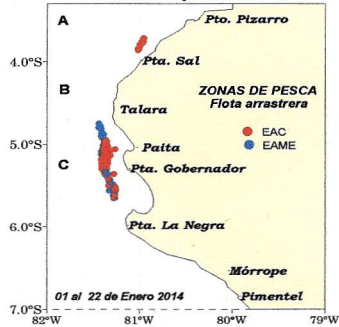 A
Pto. Pizarro
4.0°S
Pta. Sal
B
ZONAS DE PESCA
Flota arrastrera
Talara
EAC
5.0°S
Paita
EAME
C
Pta. Gobernador
6.0°S
Pta. La Negra
Mórrope
01 al 22 de Enero 2014
Pimentel
7.0°S
82°W
81°W
80°W
79°W